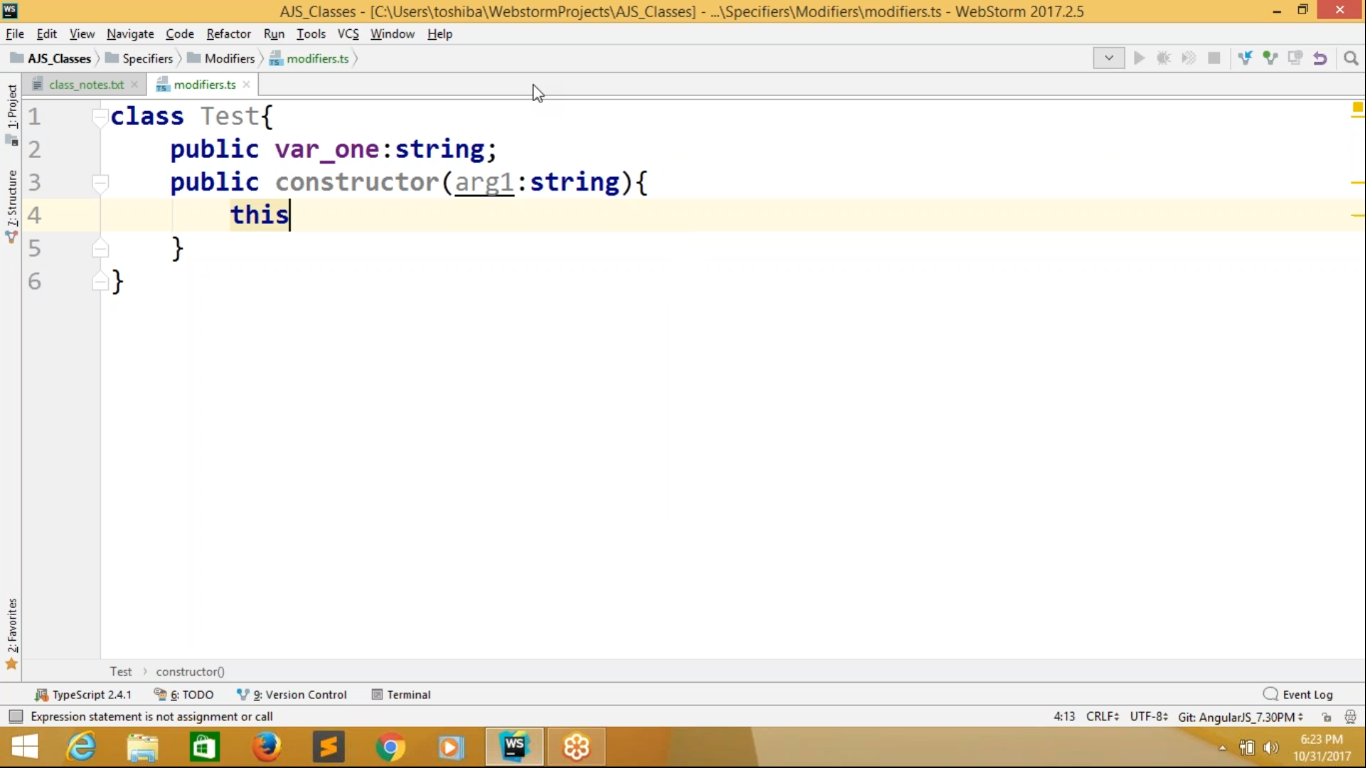 WS AJS_Classes - [C:\Users\toshiba\WebstormProjects\AJS_Classes] - ...\Specifiers\Modifiers\modifiers.ts - WebStorm 2017.2.5
File Edit View Navigate Code Refactor Run Tools VCS Window Help
AJS_Classes Specifiers Modifiers modifiers.ts
class_notes.txt modifiers.ts
1: Project
Z: Structure
2: Favorites
1 class Test{
2 public var_one:string;
3 public constructor(arg1:string){
4 this
5 }
6 }
Test constructor()
TypeScript 2.4.1 6: TODO 9: Version Control Terminal Event Log
Expression statement is not assignment or call 4:13 CRLF UTF-8 Git: AngularJS_7.30PM
WS 6:23 PM
10/31/2017